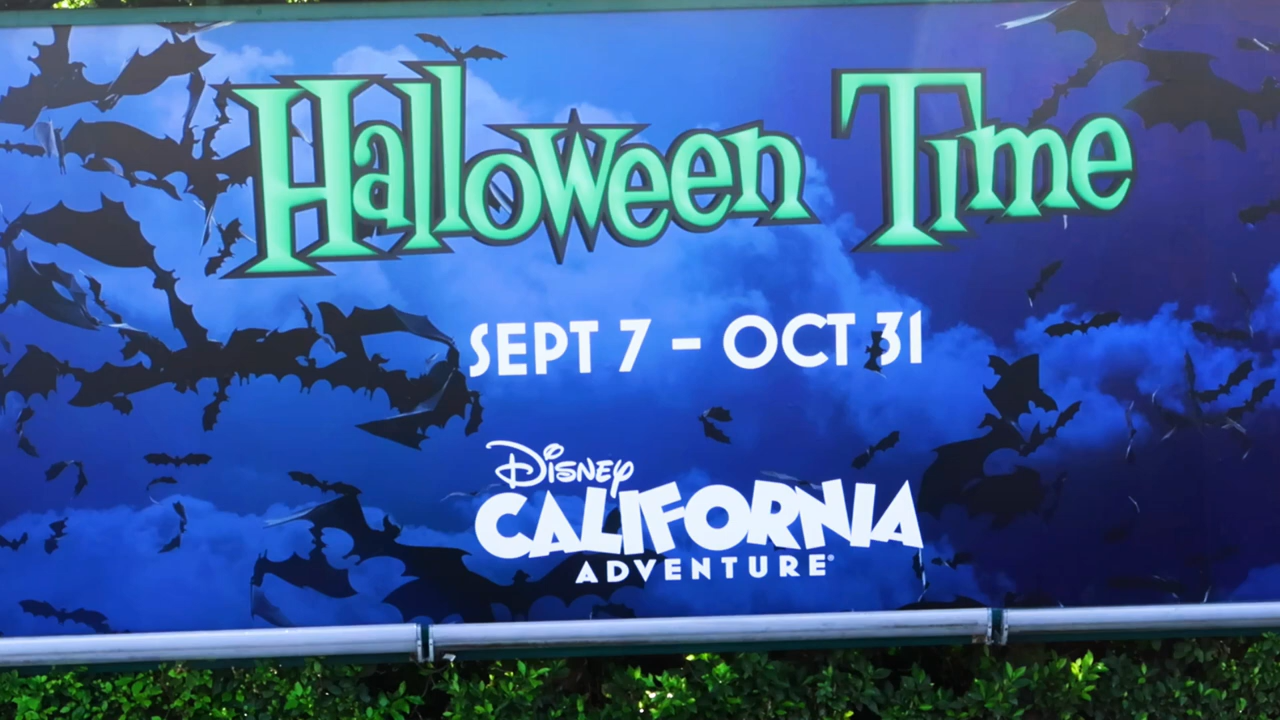 Halloween Time
SEPT 7 - OCT 31
Disney
CALIFORNIA
ADVENTURE®